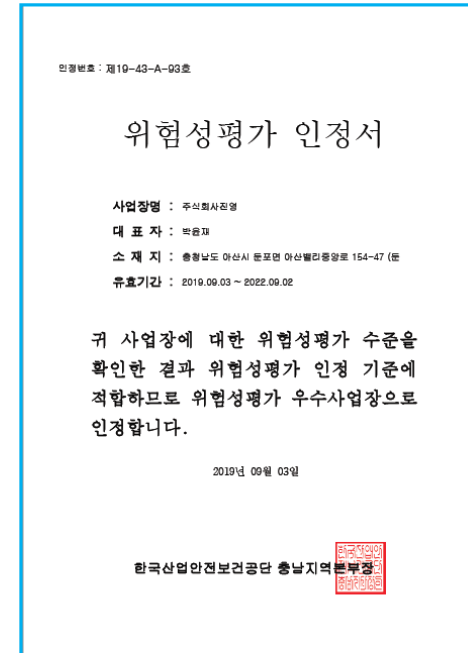 인정번호 : 제19-43-A-93호
위험성평가 인정서
사업장명 : 주식회사진영
대 표 자 : 박윤재
소 재 지 : 충청남도 아산시 둔포면 아산밸리중앙로 154-47 (둔
유효기간 : 2019.09.03 ~ 2022.09.02
귀 사업장에 대한 위험성평가 수준을
확인한 결과 위험성평가 인정 기준에
적합하므로 위험성평가 우수사업장으로
인정합니다.
2019년 09월 03일
한국산업안전보건공단 충남지역본부장